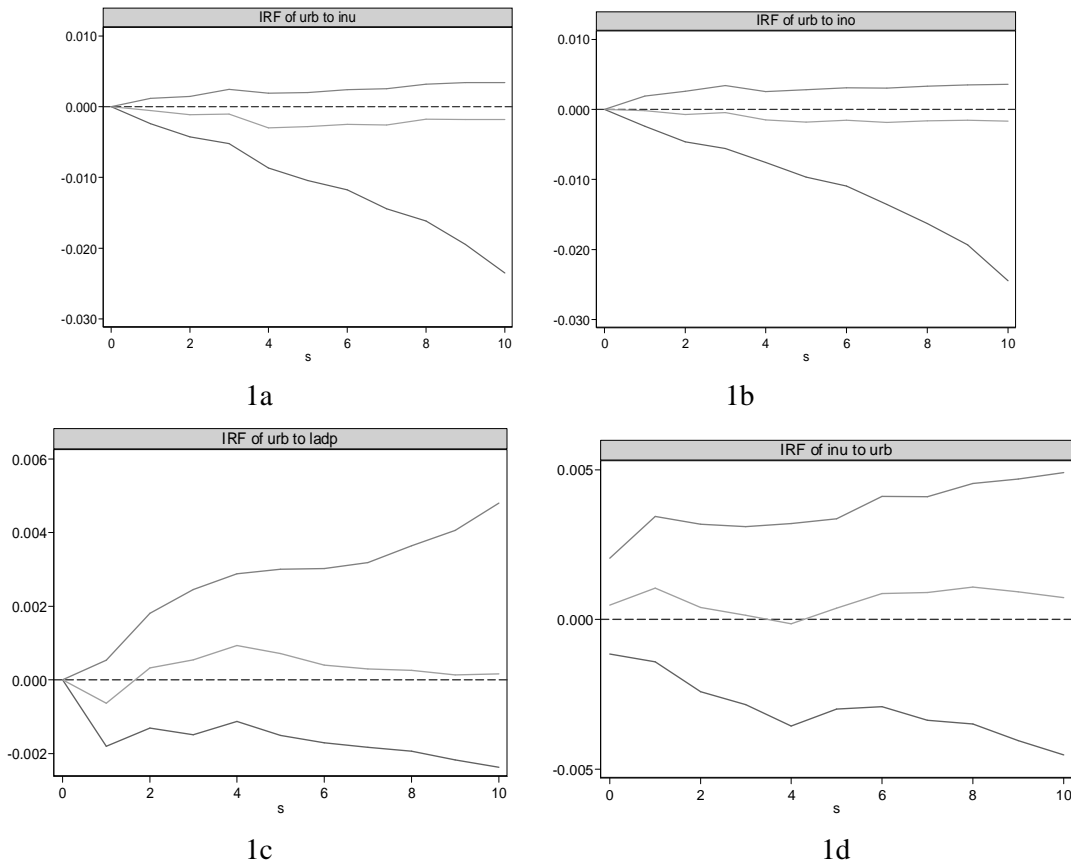 IRF of urb to inu
0.010
0.000
-0.010
-0.020
-0.030
0 2 4 6 8 10
s
1a
IRF of urb to ino
0.010
0.000
-0.010
-0.020
-0.030
0 2 4 6 8 10
s
1b
IRF of urb to ladp
0.006
0.004
0.002
0.000
-0.002
0 2 4 6 8 10
s
1c
IRF of inu to urb
0.005
0.000
-0.005
0 2 4 6 8 10
s
1d